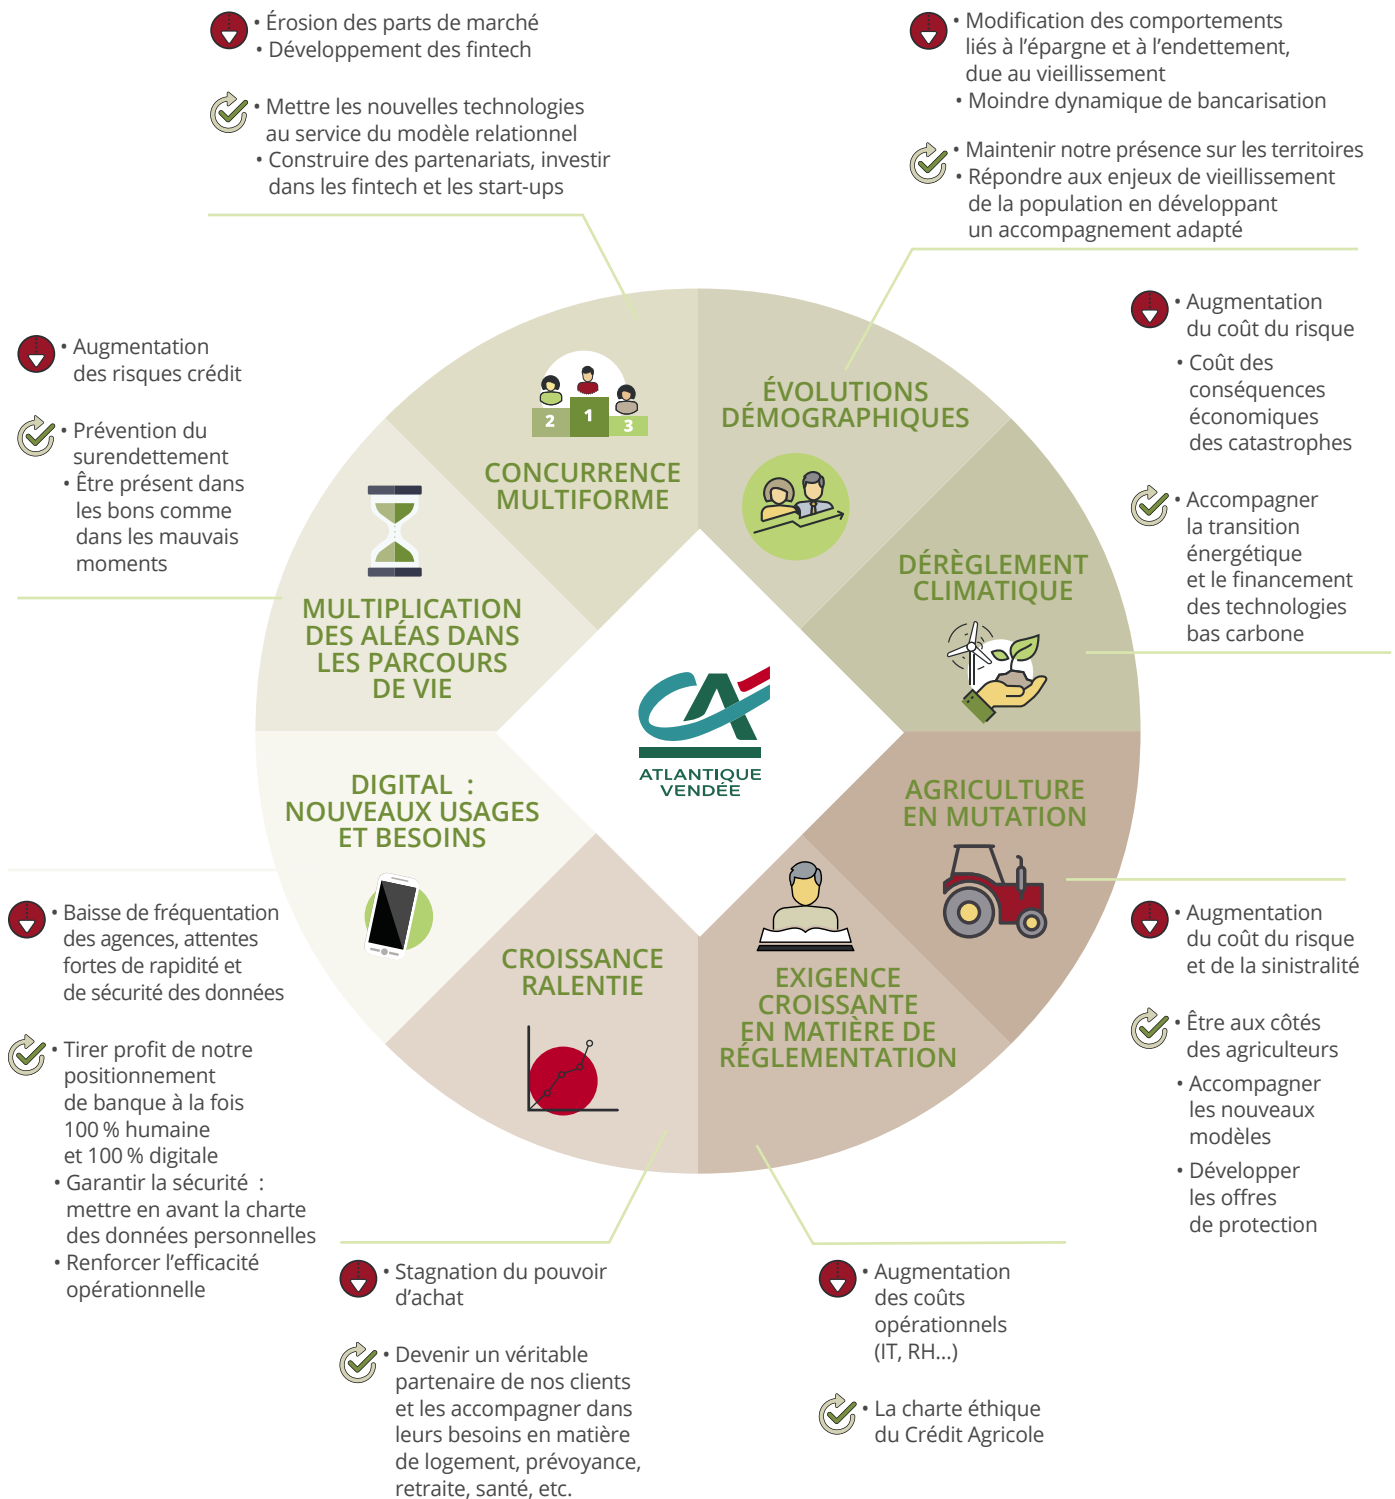 • Érosion des parts de marché
• Développement des fintech
• Mettre les nouvelles technologies
au service du modèle relationnel
• Construire des partenariats, investir
dans les fintech et les start-ups
• Modification des comportements
liés à l’épargne et à l’endettement,
due au vieillissement
• Moindre dynamique de bancarisation
• Maintenir notre présence sur les territoires
• Répondre aux enjeux de vieillissement
de la population en développant
un accompagnement adapté
• Augmentation
des risques crédit
• Prévention du
surendettement
• Être présent dans
les bons comme
dans les mauvais
moments
• Augmentation
du coût du risque
• Coût des
conséquences
économiques
des catastrophes
• Accompagner
la transition
énergétique
et le financement
des technologies
bas carbone
2
1
3
CONCURRENCE
MULTIFORME
ÉVOLUTIONS
DÉMOGRAPHIQUES
DÉRÈGLEMENT
CLIMATIQUE
MULTIPLICATION
DES ALÉAS DANS
LES PARCOURS
DE VIE
CA
ATLANTIQUE
VENDÉE
DIGITAL :
NOUVEAUX USAGES
ET BESOINS
AGRICULTURE
EN MUTATION
CROISSANCE
RALENTIE
EXIGENCE
CROISSANTE
EN MATIÈRE DE
RÉGLEMENTATION
• Baisse de fréquentation
des agences, attentes
fortes de rapidité et
de sécurité des données
• Tirer profit de notre
positionnement
de banque à la fois
100 % humaine
et 100 % digitale
• Garantir la sécurité :
mettre en avant la charte
des données personnelles
• Renforcer l’efficacité
opérationnelle
• Stagnation du pouvoir
d’achat
• Devenir un véritable
partenaire de nos clients
et les accompagner dans
leurs besoins en matière
de logement, prévoyance,
retraite, santé, etc.
• Augmentation
des coûts
opérationnels
(IT, RH...)
• La charte éthique
du Crédit Agricole
• Augmentation
du coût du risque
et de la sinistralité
• Être aux côtés
des agriculteurs
• Accompagner
les nouveaux
modèles
• Développer
les offres
de protection